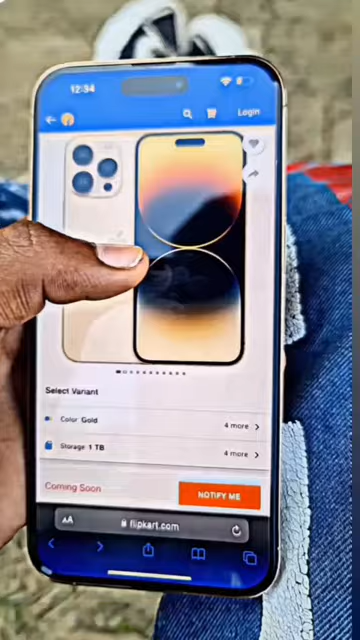 12:34
Login
Select Variant
Color Gold
4 more
Storage 1 TB
4 more
Coming Soon
NOTIFY ME
AA
flipkart.com